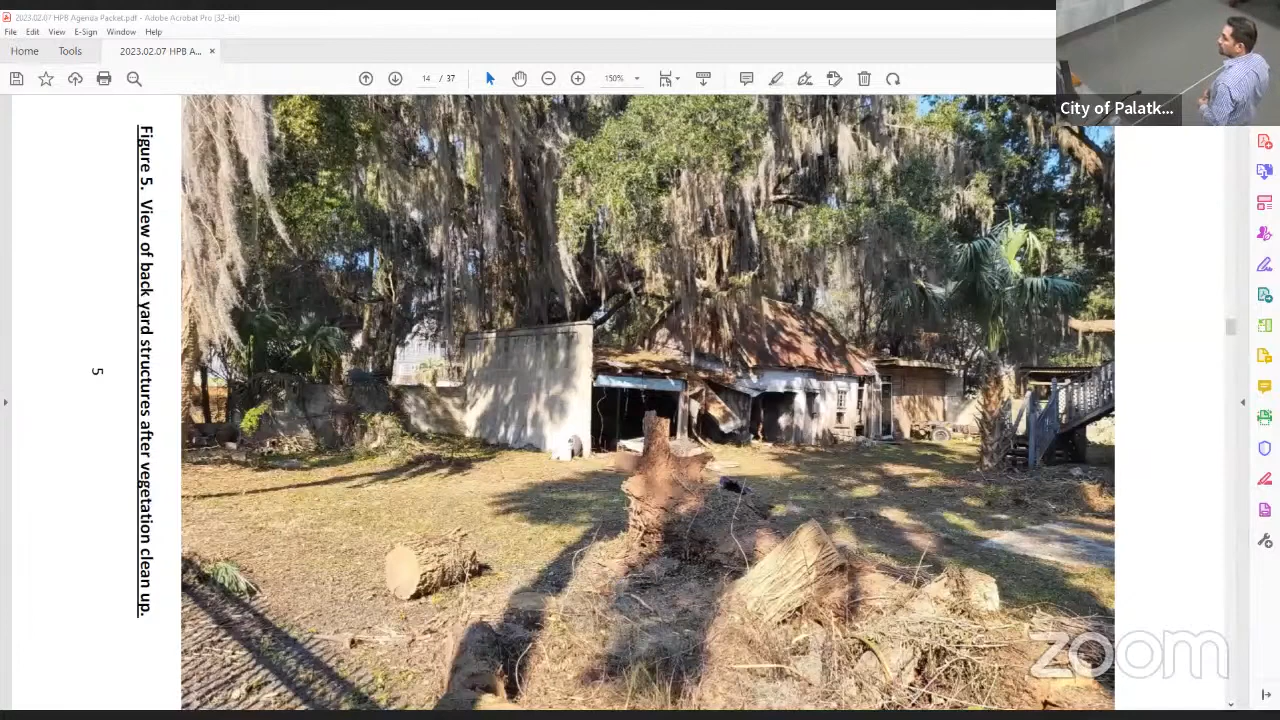 2023.02.07 HPB Agenda Packet.pdf - Adobe Acrobat Pro (32-bit)
File Edit View E-Sign Window Help
Home Tools 2023.02.07 HPB A... ×
14 / 37 150%
City of Palatk...
Figure 5. View of back yard structures after vegetation clean up.
5
zoom